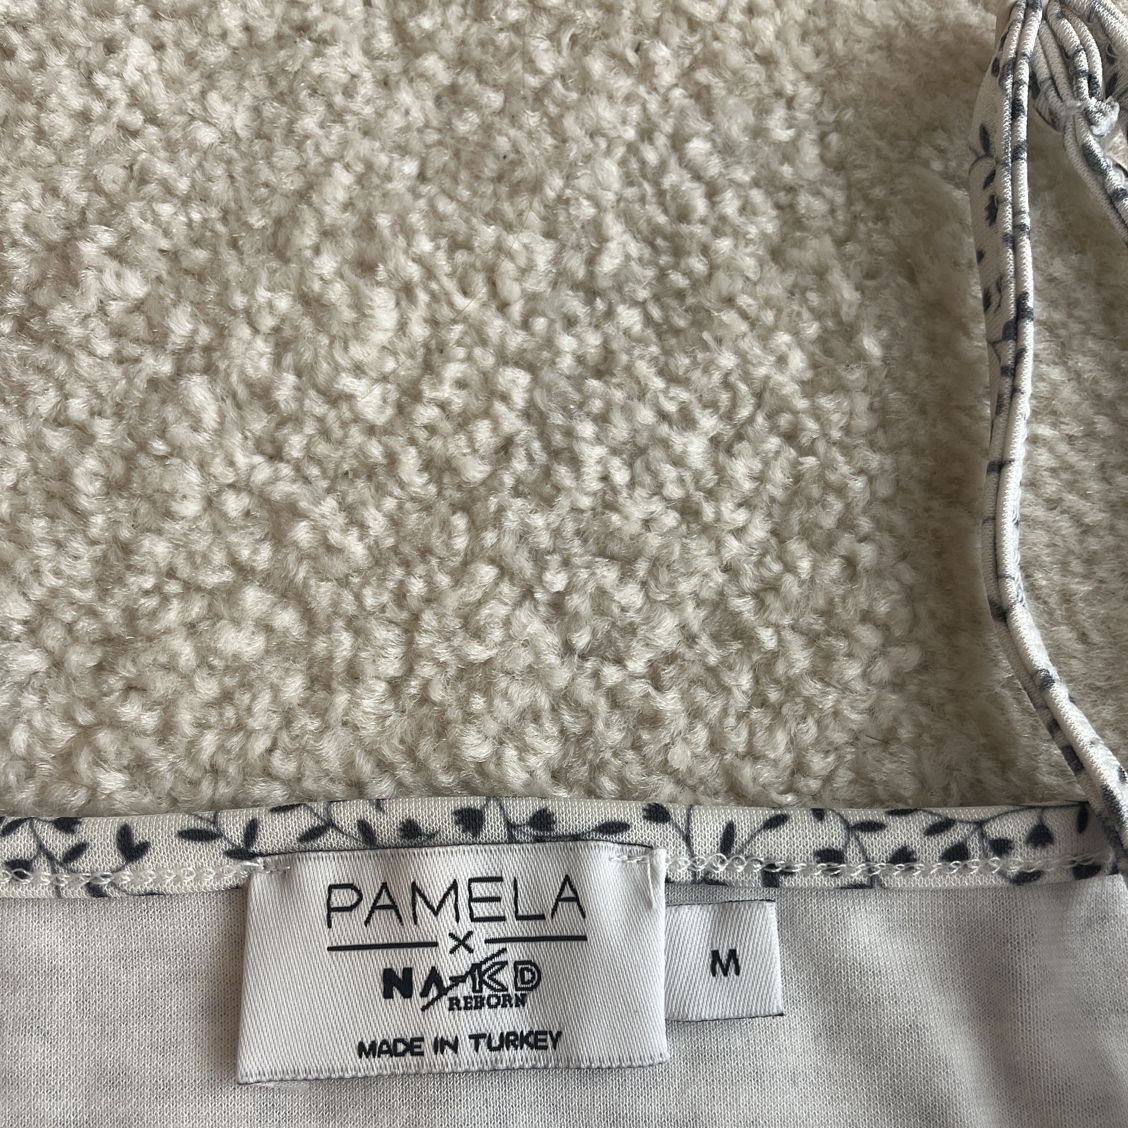 PAMELA
X
NA-KD
REBORN
MADE IN TURKEY
M